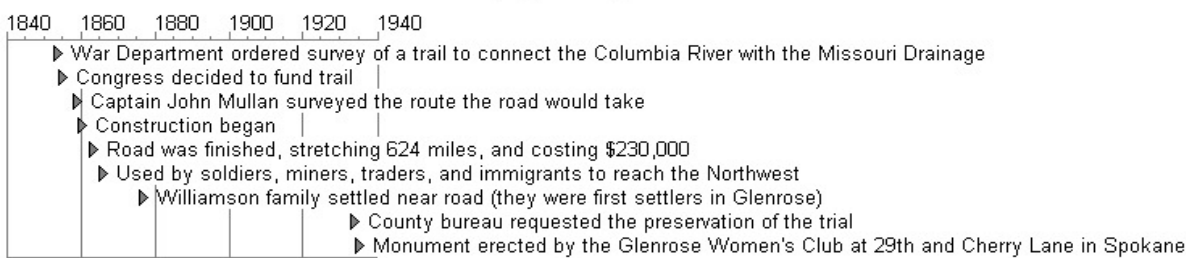 1840 1860 1880 1900 1920 1940
War Department ordered survey of a trail to connect the Columbia River with the Missouri Drainage
Congress decided to fund trail
Captain John Mullan surveyed the route the road would take
Construction began
Road was finished, stretching 624 miles, and costing $230,000
Used by soldiers, miners, traders, and immigrants to reach the Northwest
Williamson family settled near road (they were first settlers in Glenrose)
County bureau requested the preservation of the trial
Monument erected by the Glenrose Women's Club at 29th and Cherry Lane in Spokane